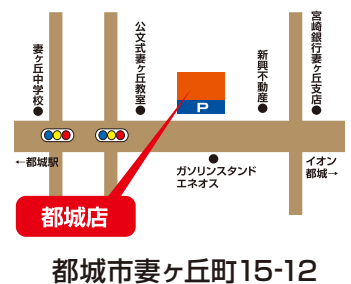 妻ヶ丘中学校
公文式妻ヶ丘教室
新興不動産
宮崎銀行妻ヶ丘支店
P
←都城駅
ガソリンスタンド
エネオス
イオン
都城→
都城店
都城市妻ヶ丘町15-12